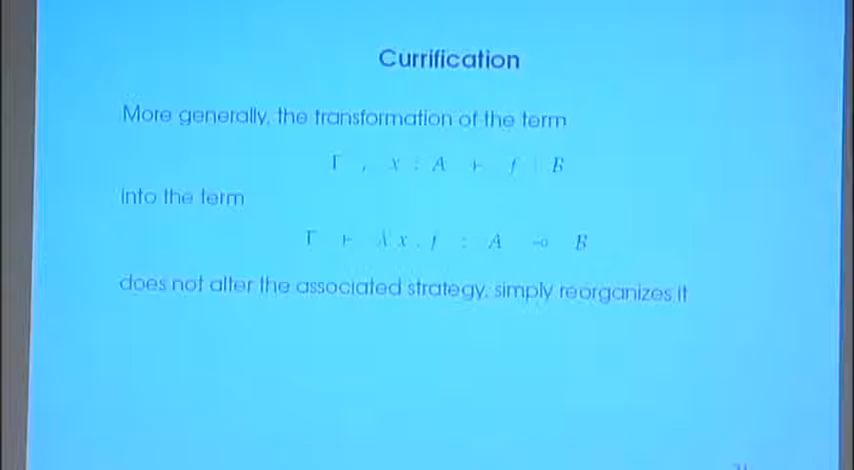 Currification
More generally, the transformation of the term
Γ , x : A ⊢ f : B
into the term
Γ ⊢ λx . f : A ⊸ B
does not alter the associated strategy, simply reorganizes it